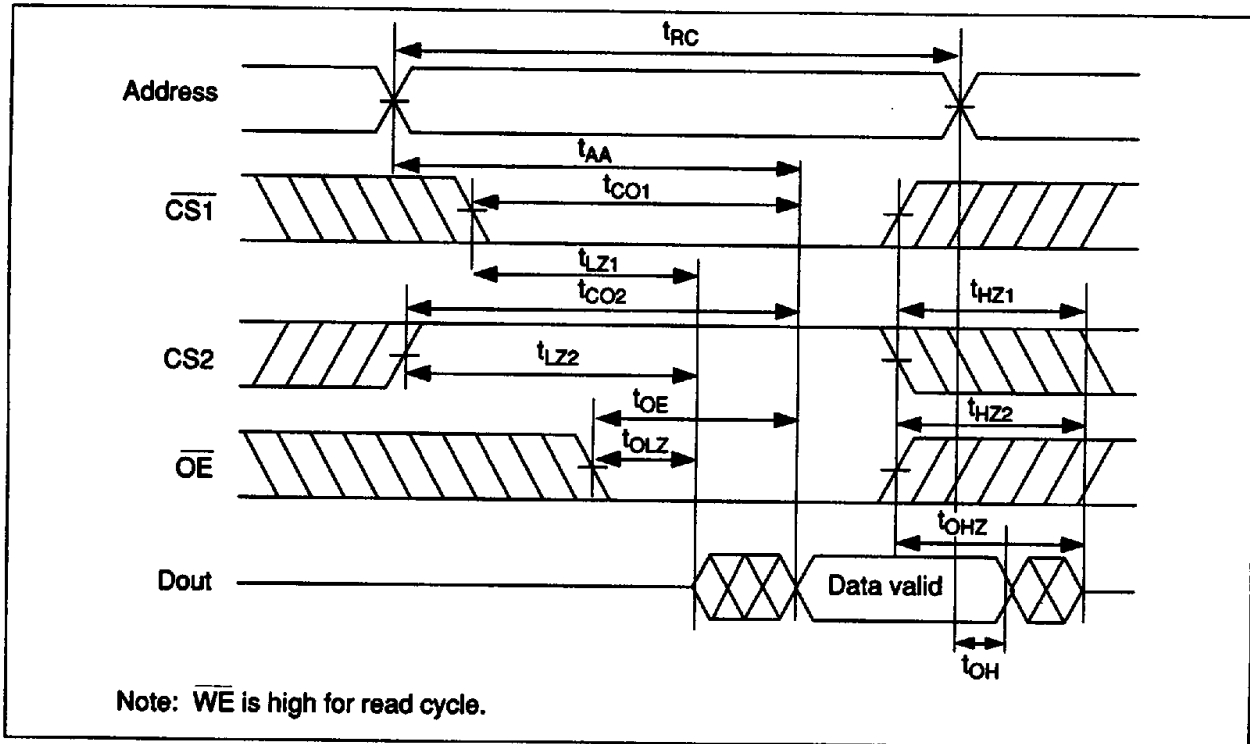 tRC
Address
tAA
CS1
tCO1
tLZ1
tCO2
tHZ1
CS2
tLZ2
tOE
tHZ2
OE
tOLZ
tOHZ
Dout
Data valid
tOH
Note: WE is high for read cycle.